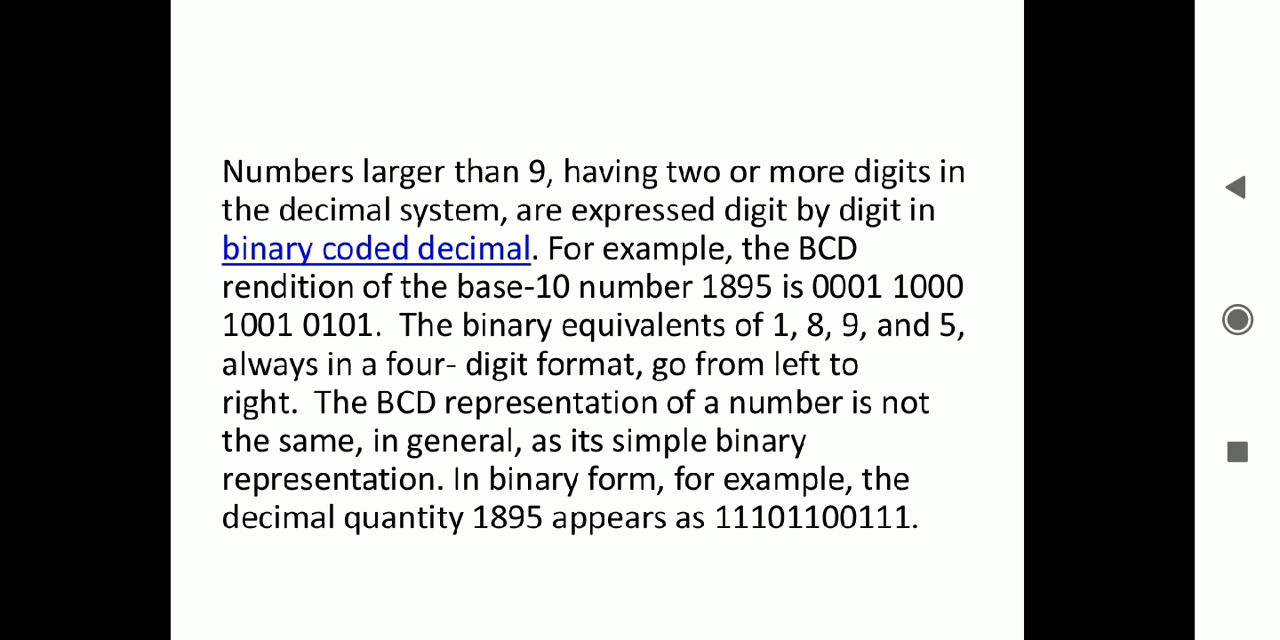 Numbers larger than 9, having two or more digits in
the decimal system, are expressed digit by digit in
binary coded decimal. For example, the BCD
rendition of the base-10 number 1895 is 0001 1000
1001 0101.  The binary equivalents of 1, 8, 9, and 5,
always in a four- digit format, go from left to
right.  The BCD representation of a number is not
the same, in general, as its simple binary
representation. In binary form, for example, the
decimal quantity 1895 appears as 11101100111.